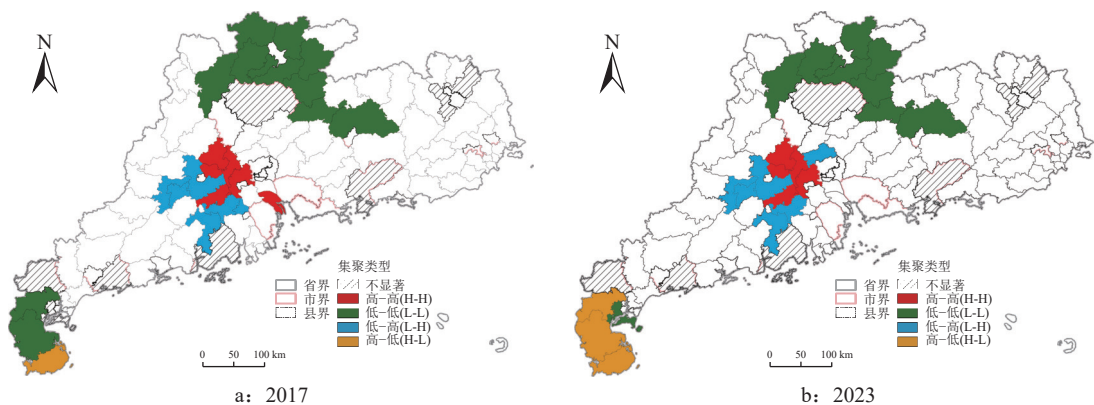 N
集聚类型
省界 不显著
市界 高−高(H-H)
县界 低−低(L-L)
低−高(L-H)
高−低(H-L)
0 50 100 km
a：2017
N
集聚类型
省界 不显著
市界 高−高(H-H)
县界 低−低(L-L)
低−高(L-H)
高−低(H-L)
0 50 100 km
b：2023